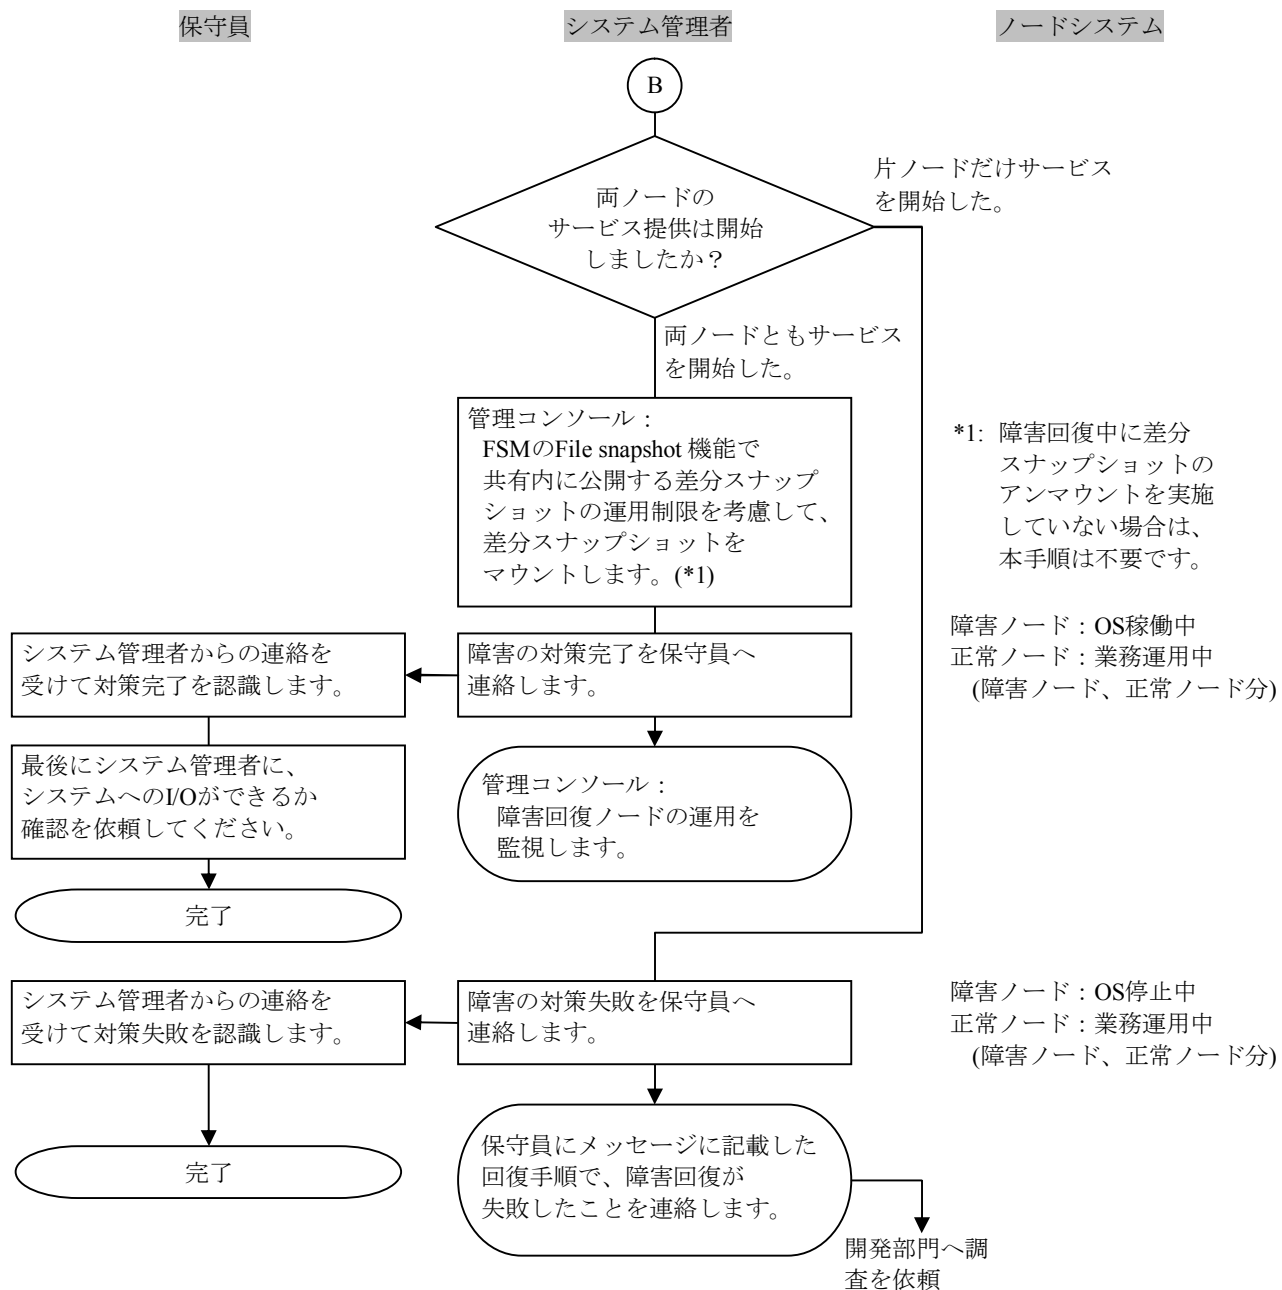 保守員
システム管理者
ノードシステム
B
両ノードの
サービス提供は開始
しましたか？
片ノードだけサービス
を開始した。
両ノードともサービス
を開始した。
管理コンソール：
FSMのFile snapshot 機能で
共有内に公開する差分スナップ
ショットの運用制限を考慮して、
差分スナップショットを
マウントします。(*1)
*1: 障害回復中に差分
スナップショットの
アンマウントを実施
していない場合は、
本手順は不要です。
システム管理者からの連絡を
受けて対策完了を認識します。
障害の対策完了を保守員へ
連絡します。
障害ノード：OS稼働中
正常ノード：業務運用中
(障害ノード、正常ノード分)
最後にシステム管理者に、
システムへのI/Oができるか
確認を依頼してください。
管理コンソール：
障害回復ノードの運用を
監視します。
完了
システム管理者からの連絡を
受けて対策失敗を認識します。
障害の対策失敗を保守員へ
連絡します。
障害ノード：OS停止中
正常ノード：業務運用中
(障害ノード、正常ノード分)
完了
保守員にメッセージに記載した
回復手順で、障害回復が
失敗したことを連絡します。
開発部門へ調
査を依頼